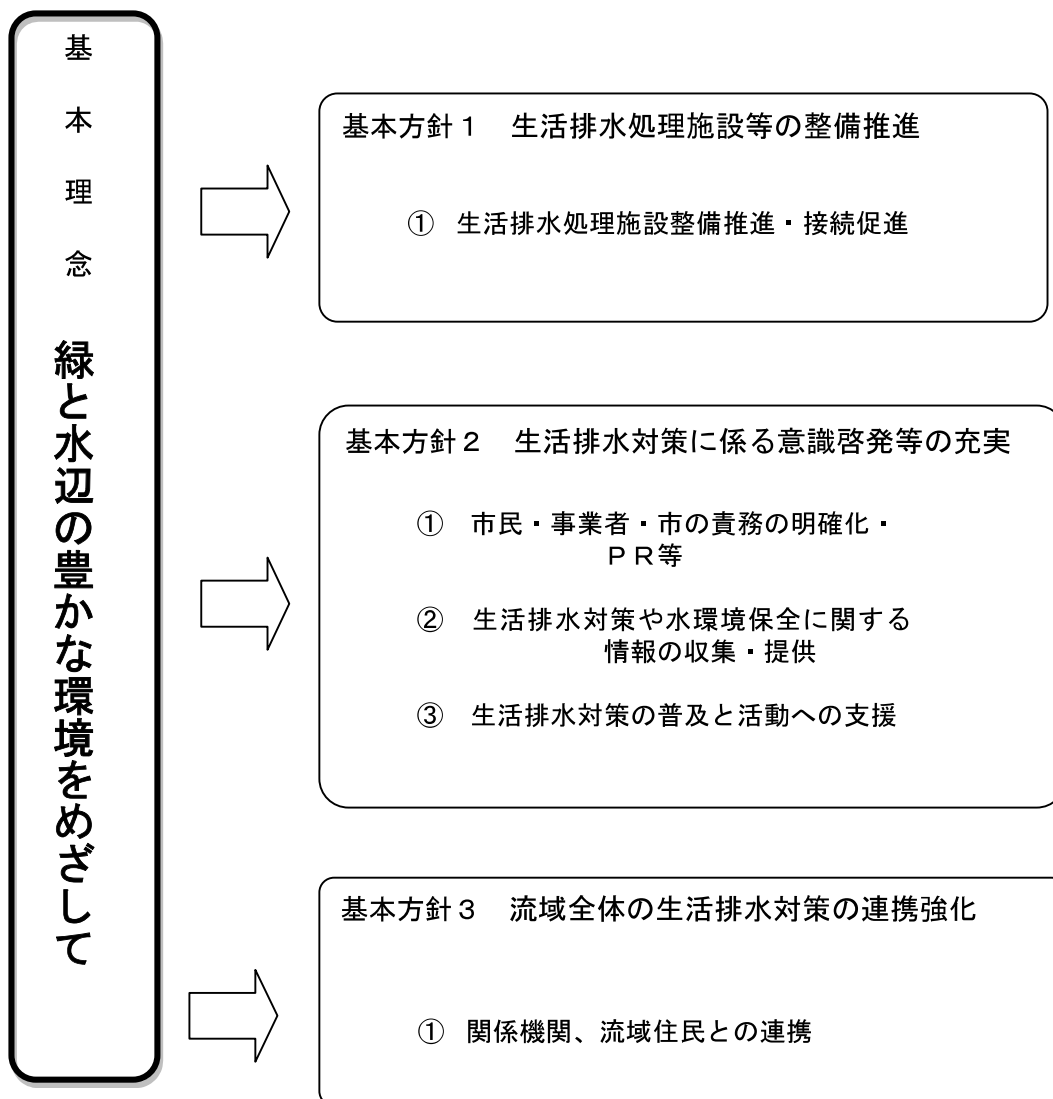 基本理念　緑と水辺の豊かな環境をめざして
基本方針１　生活排水処理施設等の整備推進
①　生活排水処理施設整備推進・接続促進
基本方針２　生活排水対策に係る意識啓発等の充実
①　市民・事業者・市の責務の明確化・
ＰＲ等
②　生活排水対策や水環境保全に関する
情報の収集・提供
③　生活排水対策の普及と活動への支援
基本方針３　流域全体の生活排水対策の連携強化
①　関係機関、流域住民との連携